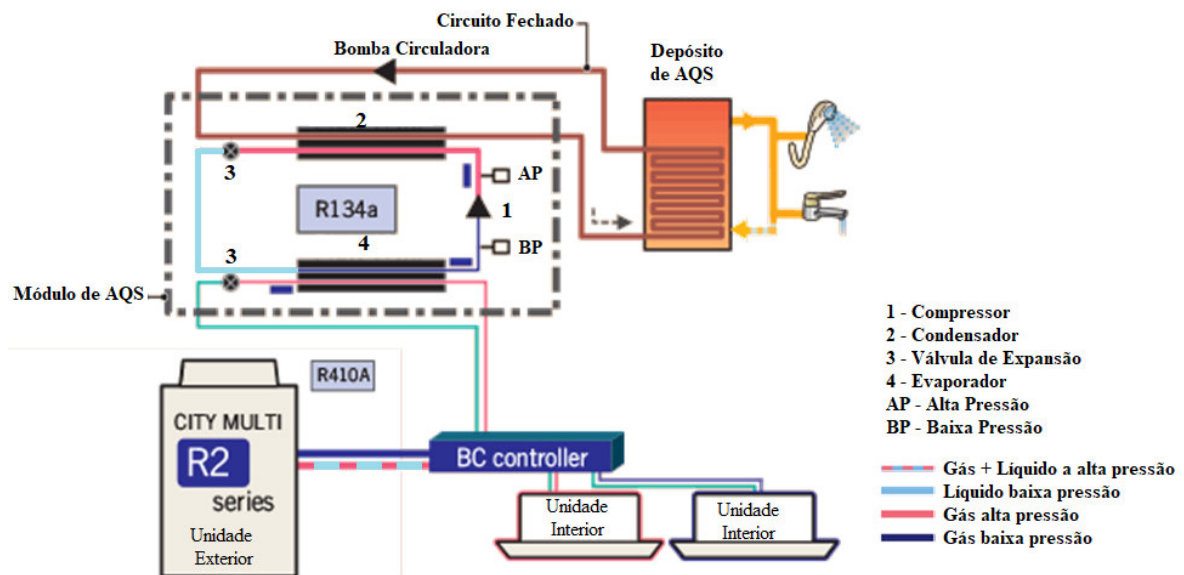 Circuito Fechado
Bomba Circuladora
Depósito
de AQS
2
3
AP
R134a
1
4
BP
3
Módulo de AQS
1 - Compressor
2 - Condensador
3 - Válvula de Expansão
4 - Evaporador
AP - Alta Pressão
BP - Baixa Pressão
R410A
CITY MULTI
R2
series
Unidade
Exterior
BC controller
Unidade
Interior
Unidade
Interior
Gás + Líquido a alta pressão
Líquido baixa pressão
Gás alta pressão
Gás baixa pressão